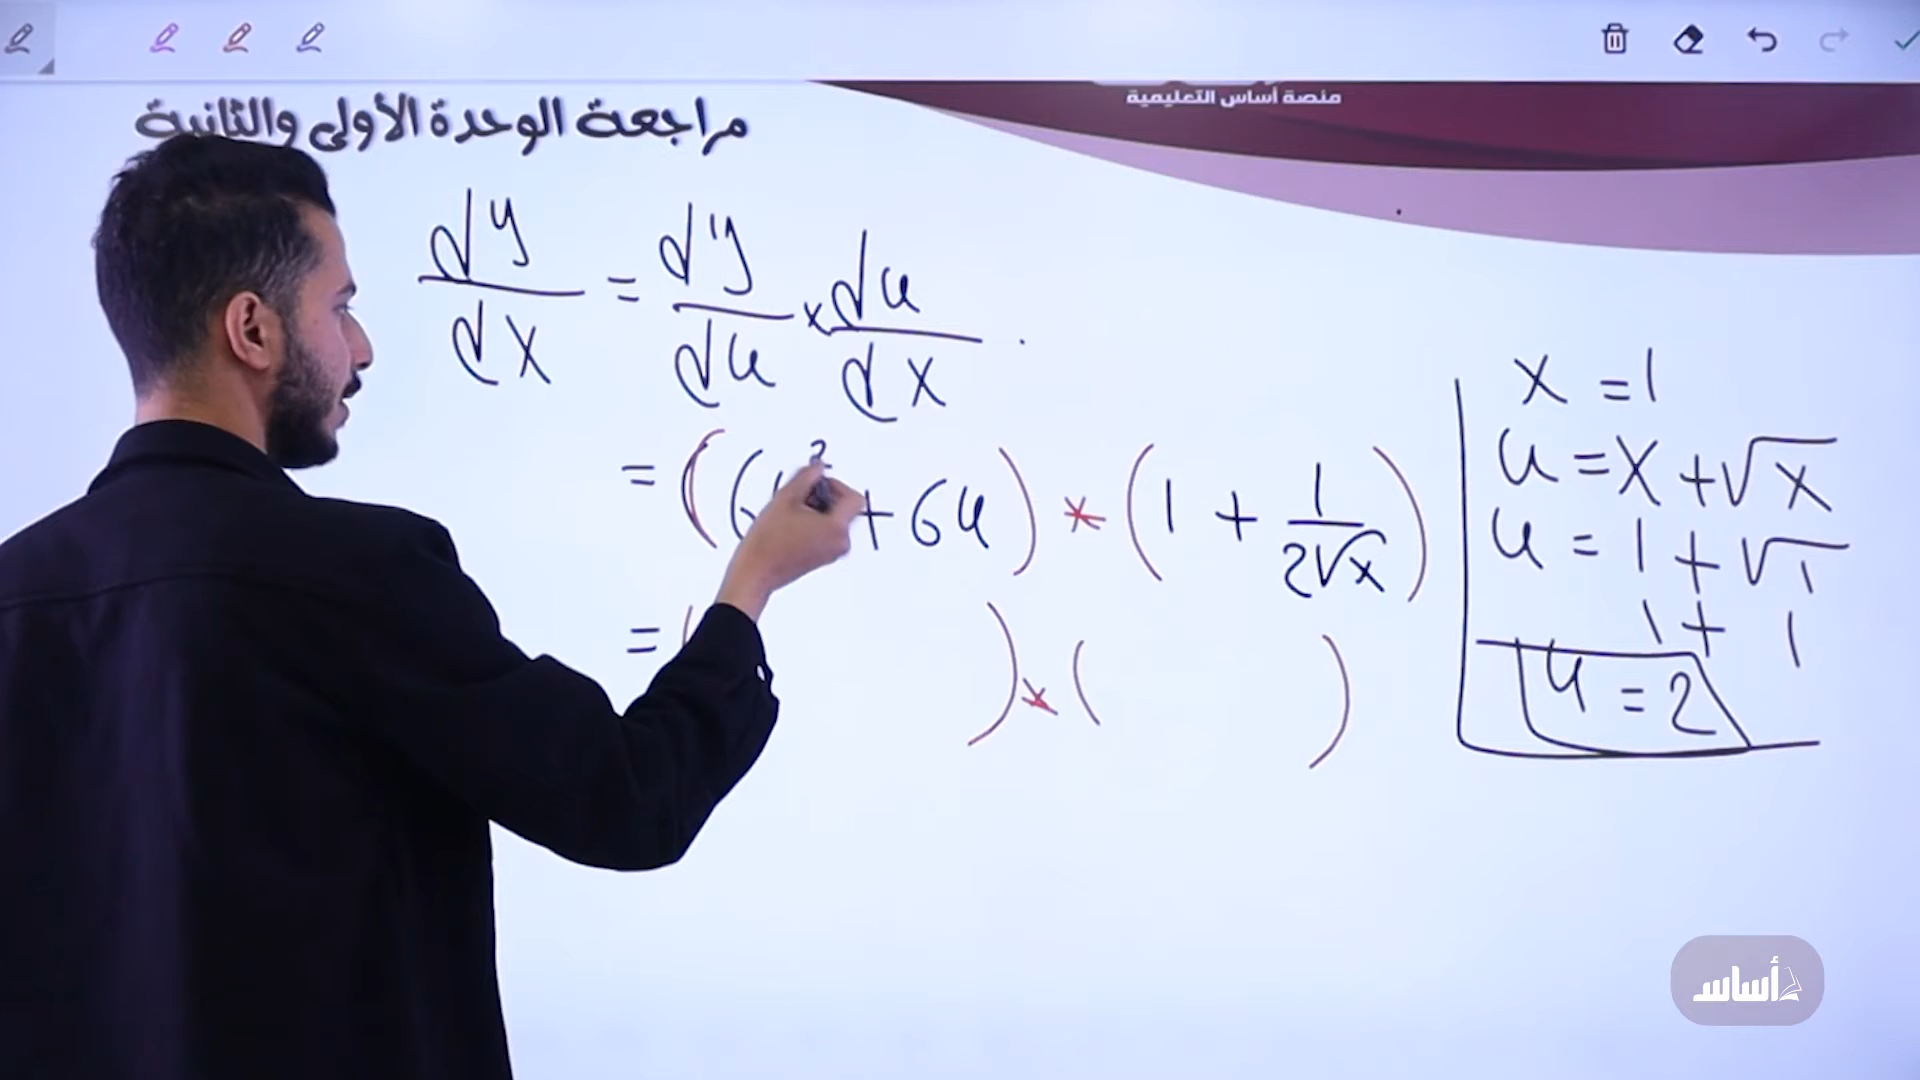 منصة أساس التعليمية
مراجعة الوحدة الأولى والثانية
dy/dx = dy/du × du/dx
= (6u² + 6u) * (1 + 1/(2√x))
= ( ) * ( )
x = 1
u = x + √x
u = 1 + √1
1 + 1
u = 2
أساس